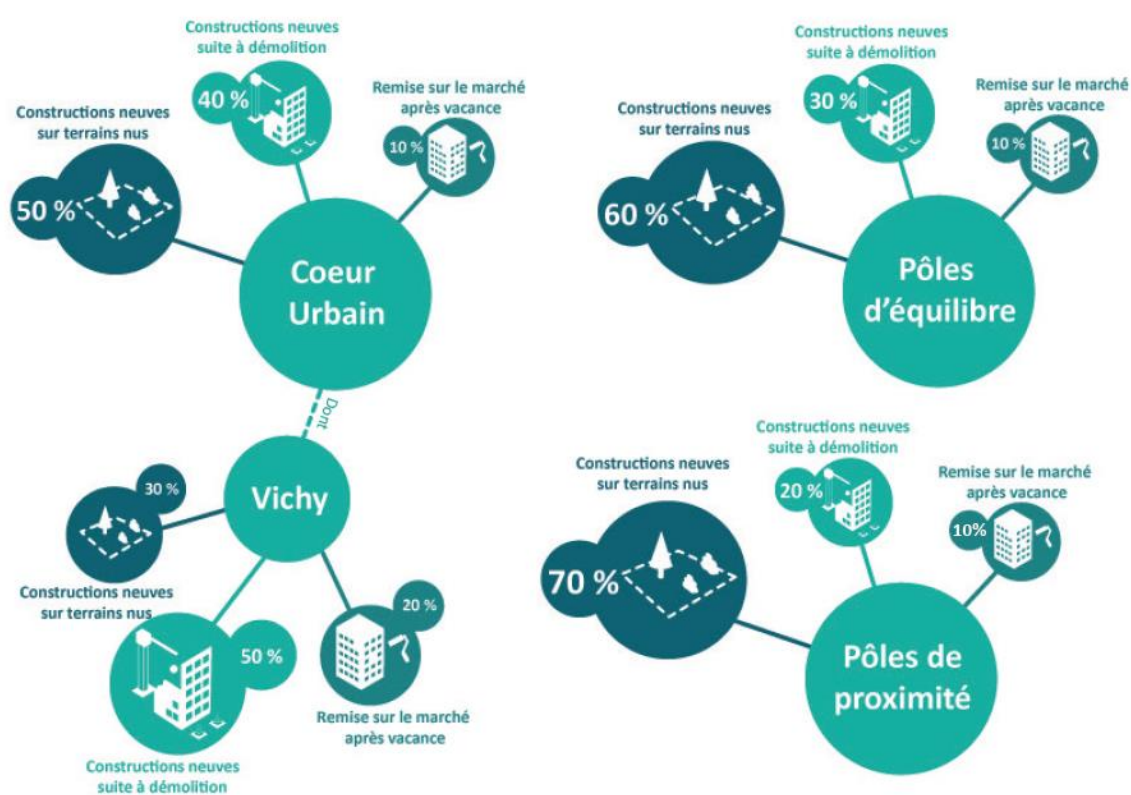 Constructions neuves
suite à démolition
40 %
Remise sur le marché
après vacance
10 %
Constructions neuves
sur terrains nus
50 %
Coeur
Urbain
Dont
Vichy
30 %
Constructions neuves
sur terrains nus
50 %
Constructions neuves
suite à démolition
20 %
Remise sur le marché
après vacance
Constructions neuves
suite à démolition
30 %
Remise sur le marché
après vacance
10 %
Constructions neuves
sur terrains nus
60 %
Pôles
d'équilibre
Constructions neuves
suite à démolition
20 %
Remise sur le marché
après vacance
10%
Constructions neuves
sur terrains nus
70 %
Pôles de
proximité